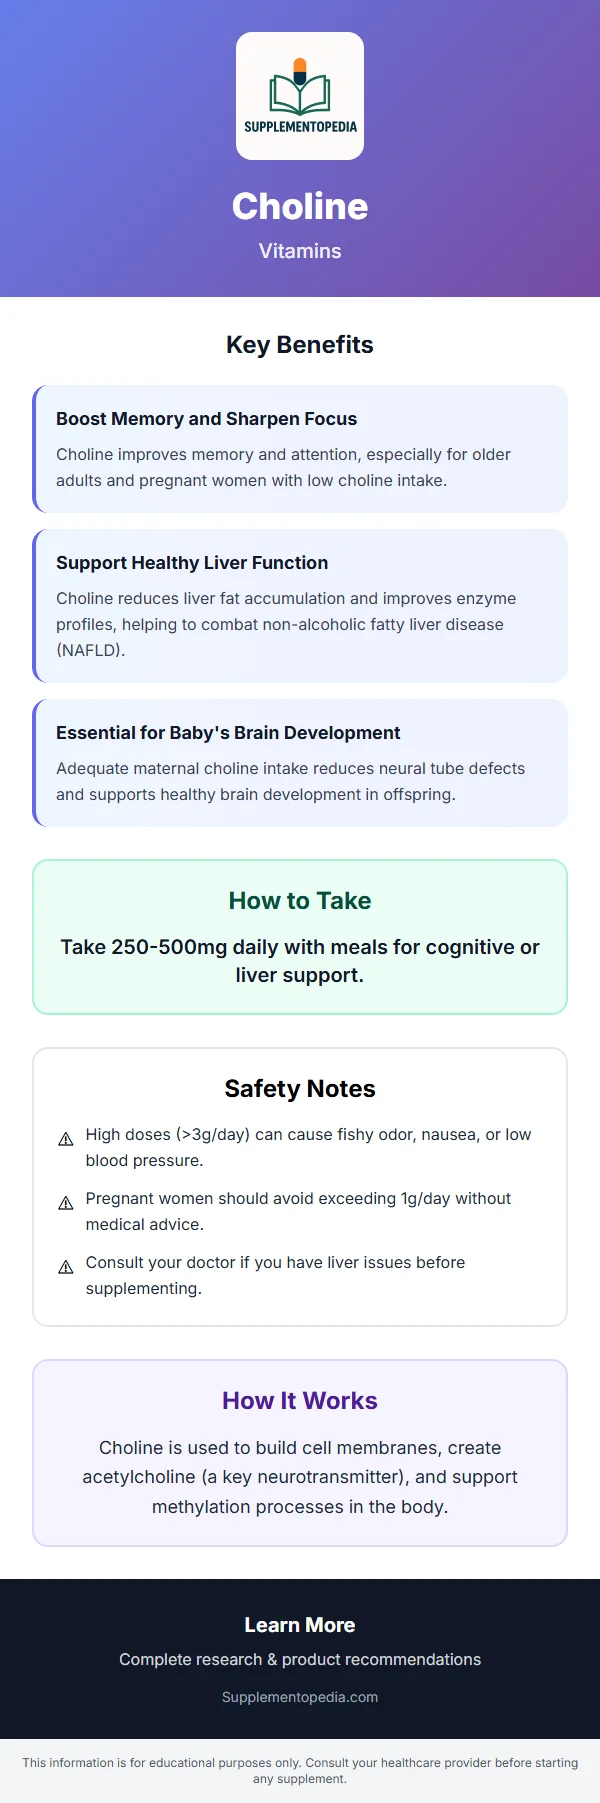 SUPPLEMENTOPEDIA
Choline
Vitamins
Key Benefits
Boost Memory and Sharpen Focus
Choline improves memory and attention, especially for older
adults and pregnant women with low choline intake.
Support Healthy Liver Function
Choline reduces liver fat accumulation and improves enzyme
profiles, helping to combat non-alcoholic fatty liver disease
(NAFLD).
Essential for Baby's Brain Development
Adequate maternal choline intake reduces neural tube defects
and supports healthy brain development in offspring.
How to Take
Take 250-500mg daily with meals for cognitive or
liver support.
Safety Notes
High doses (>3g/day) can cause fishy odor, nausea, or low
blood pressure.
Pregnant women should avoid exceeding 1g/day without
medical advice.
Consult your doctor if you have liver issues before
supplementing.
How It Works
Choline is used to build cell membranes, create
acetylcholine (a key neurotransmitter), and support
methylation processes in the body.
Learn More
Complete research & product recommendations
Supplementopedia.com
This information is for educational purposes only. Consult your healthcare provider before starting
any supplement.